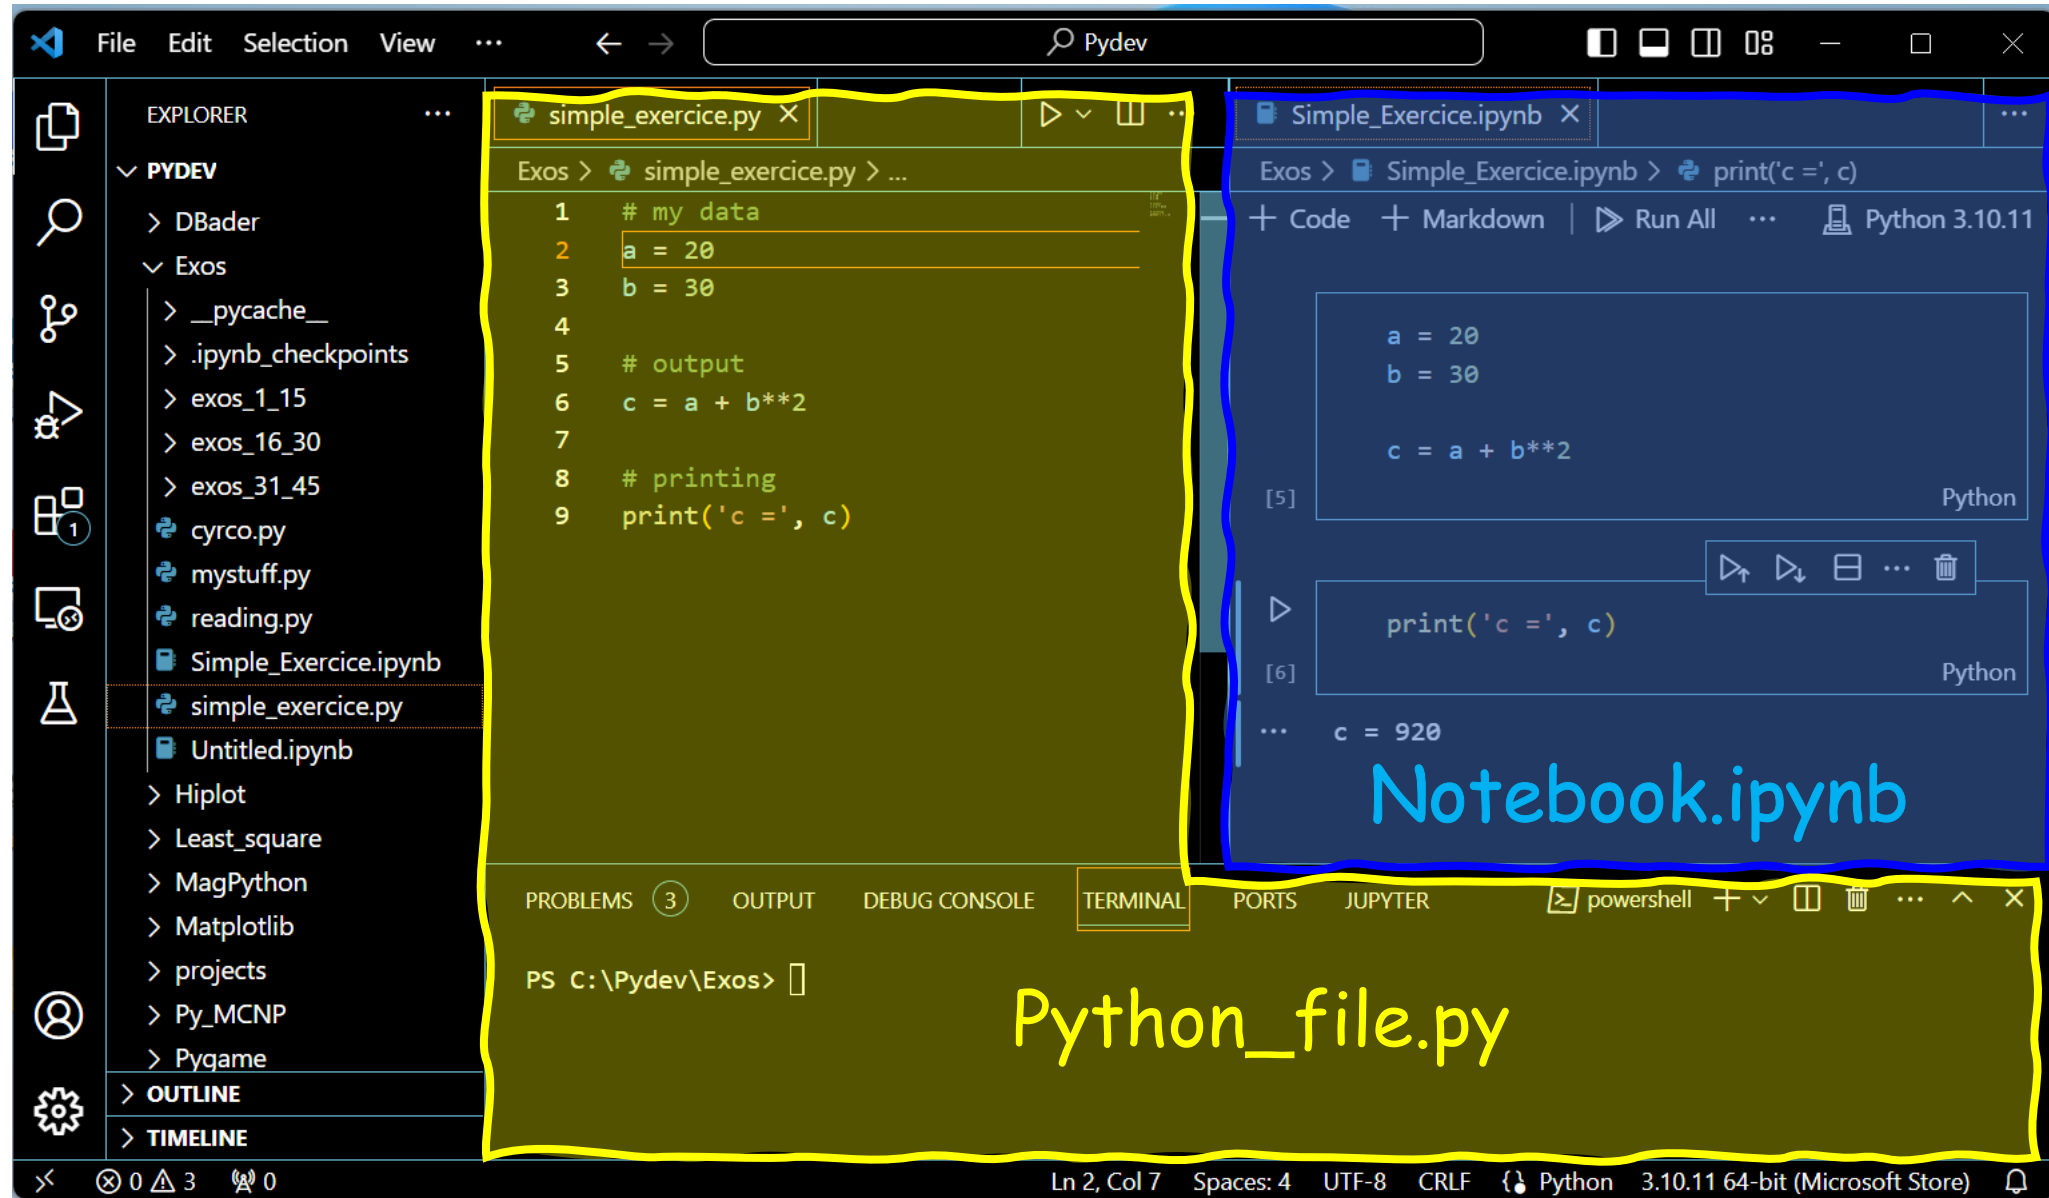 File Edit Selection View ··· Pydev
EXPLORER ···
PYDEV
DBader
Exos
__pycache__
.ipynb_checkpoints
exos_1_15
exos_16_30
exos_31_45
cyrco.py
mystuff.py
reading.py
Simple_Exercice.ipynb
simple_exercice.py
Untitled.ipynb
Hiplot
Least_square
MagPython
Matplotlib
projects
Py_MCNP
Pygame
OUTLINE
TIMELINE
1
simple_exercice.py
Exos > simple_exercice.py > ...
1 # my data
2 a = 20
3 b = 30
4
5 # output
6 c = a + b**2
7
8 # printing
9 print('c =', c)
Simple_Exercice.ipynb
Exos > Simple_Exercice.ipynb > print('c =', c)
+ Code + Markdown | Run All ··· Python 3.10.11
a = 20
b = 30
c = a + b**2
[5] Python
print('c =', c)
[6] Python
··· c = 920
Notebook.ipynb
PROBLEMS 3 OUTPUT DEBUG CONSOLE TERMINAL PORTS JUPYTER powershell
PS C:\Pydev\Exos>
Python_file.py
0 3 0 Ln 2, Col 7 Spaces: 4 UTF-8 CRLF Python 3.10.11 64-bit (Microsoft Store)